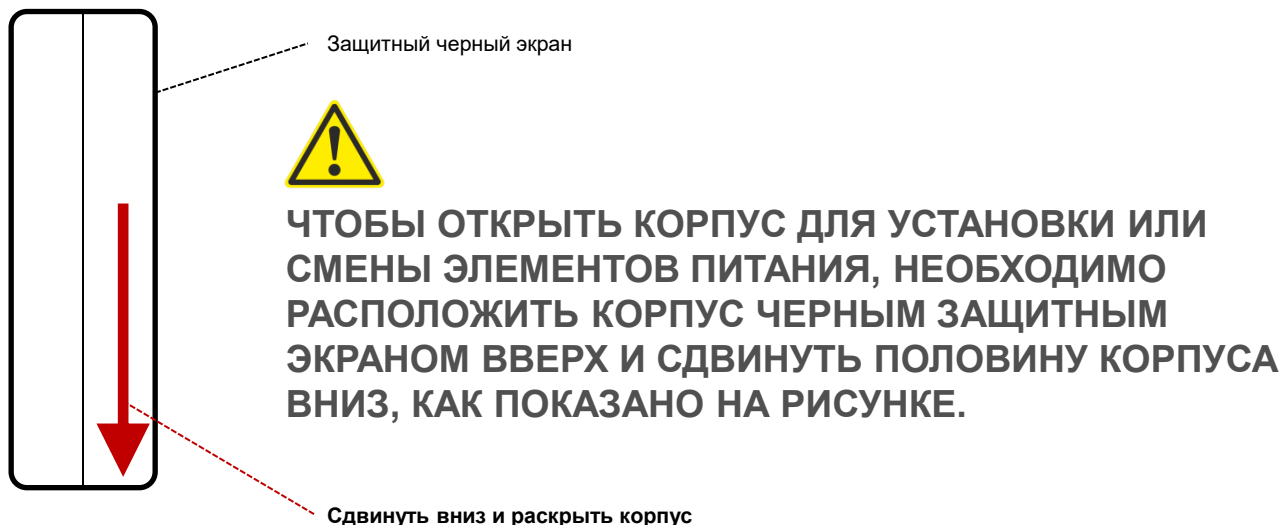 Защитный черный экран
ЧТОБЫ ОТКРЫТЬ КОРПУС ДЛЯ УСТАНОВКИ ИЛИ
СМЕНЫ ЭЛЕМЕНТОВ ПИТАНИЯ, НЕОБХОДИМО
РАСПОЛОЖИТЬ КОРПУС ЧЕРНЫМ ЗАЩИТНЫМ
ЭКРАНОМ ВВЕРХ И СДВИНУТЬ ПОЛОВИНУ КОРПУСА
ВНИЗ, КАК ПОКАЗАНО НА РИСУНКЕ.
Сдвинуть вниз и раскрыть корпус